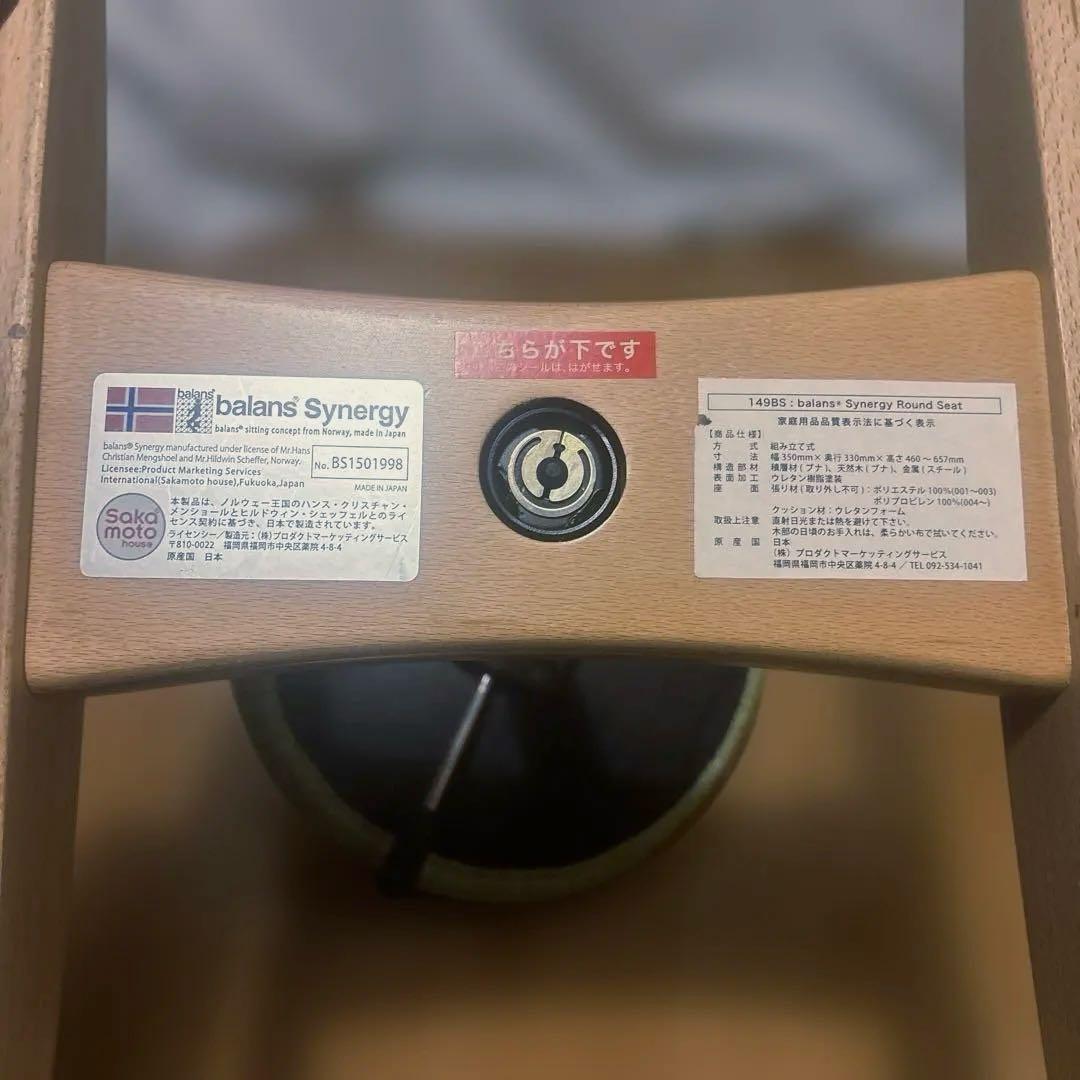 こちらが下です
このシールは、はがせます。
balans®
balans® Synergy
balans® sitting concept from Norway, made in Japan
balans® Synergy manufactured under license of Mr.Hans
Christian Mengshoel and Mr.Hildwin Scheffer, Norway.
Licensee:Product Marketing Services
International(Sakamoto house),Fukuoka,Japan
No. BS1501998
MADE IN JAPAN
Saka
moto
house
本製品は、ノルウェー王国のハンス・クリスチャン・
メンショールとヒルドウィン・シェッフェルとのライ
センス契約に基づき、日本で製造されています。
ライセンシー/製造元:(株)プロダクトマーケッティングサービス
〒810-0022 福岡県福岡市中央区薬院 4-8-4
原産国 日本
149BS : balans® Synergy Round Seat
家庭用品品質表示法に基づく表示
【商品仕様】
方式 組み立て式
寸法 幅 350mm× 奥行 330mm× 高さ 460 ~ 657mm
構造部材 積層材(ブナ)、天然木(ブナ)、金属(スチール)
表面加工 ウレタン樹脂塗装
座面 張り材(取り外し不可):ポリエステル 100%(001~003)
ポリプロピレン 100%(004~)
クッション材:ウレタンフォーム
取扱上注意 直射日光または熱を避けて下さい。
木部の日頃のお手入れは、柔らかい布で拭いてください。
原産国 日本
(株)プロダクトマーケッティングサービス
福岡県福岡市中央区薬院 4-8-4 / TEL 092-534-1041